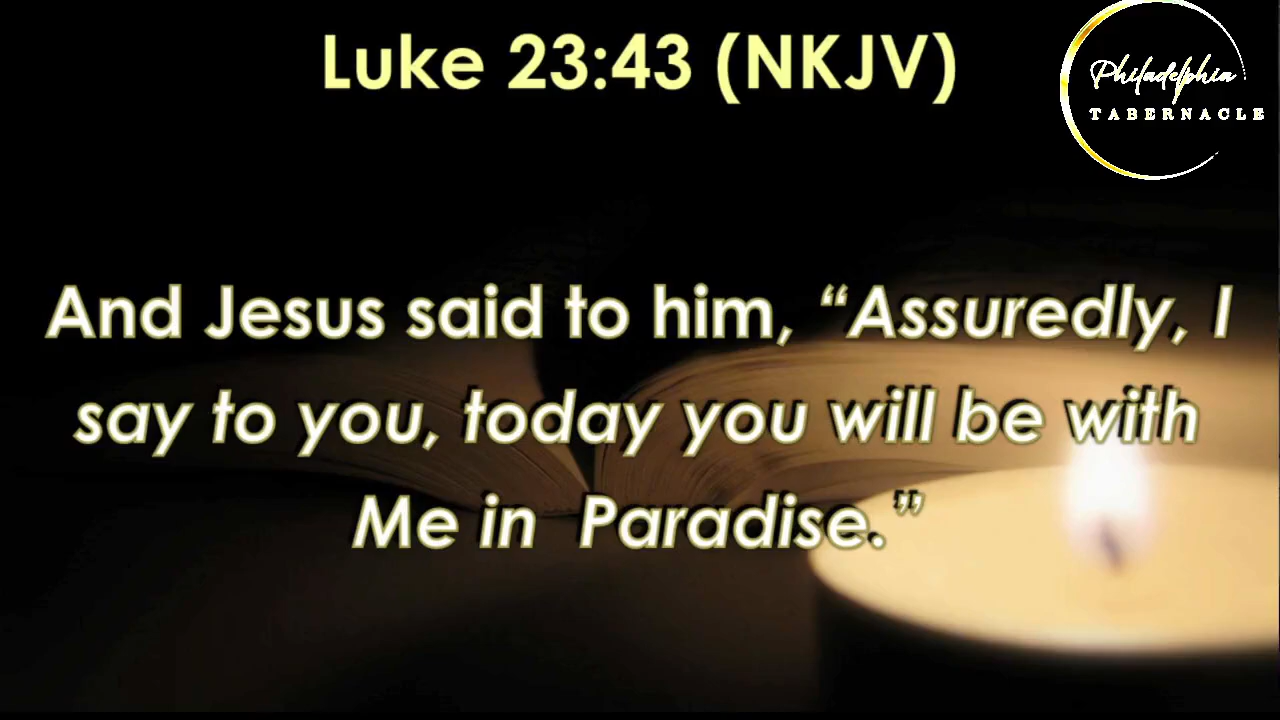 Luke 23:43 (NKJV)
Philadelphia
TABERNACLE
And Jesus said to him, “Assuredly, I
say to you, today you will be with
Me in  Paradise.”